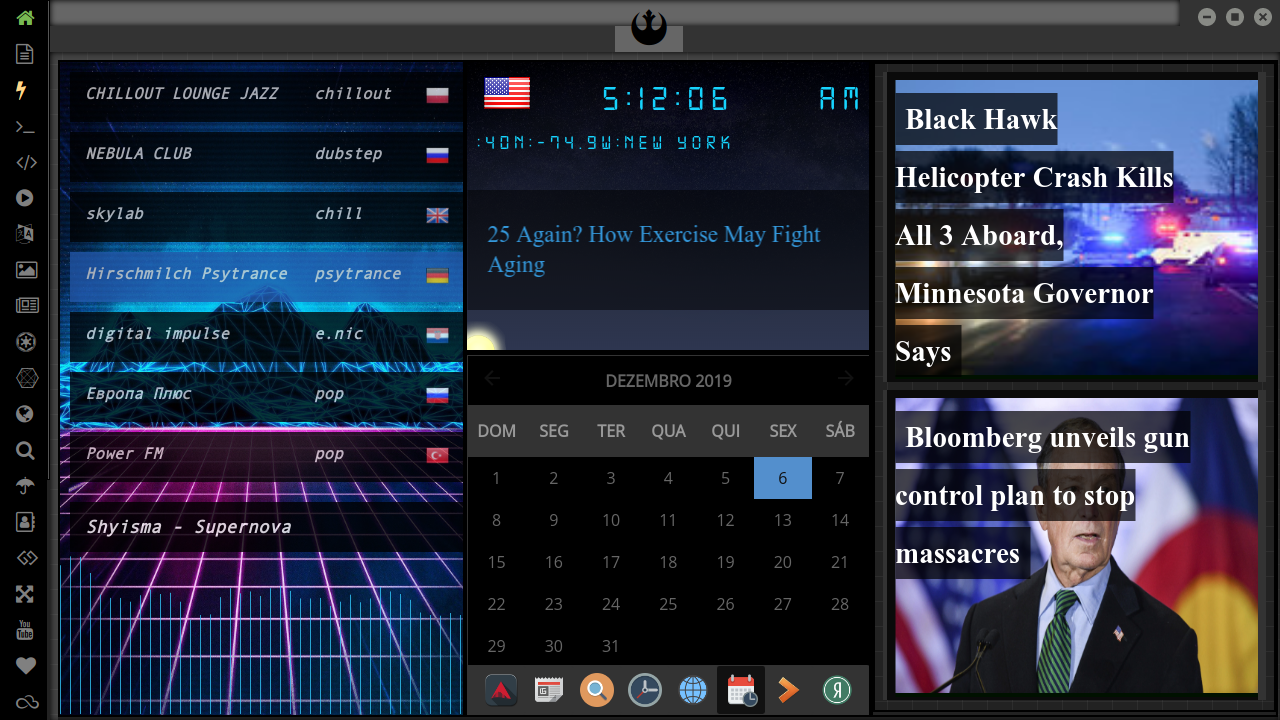 CHILLOUT LOUNGE JAZZ chillout
NEBULA CLUB dubstep
skylab chill
Hirschmilch Psytrance psytrance
digital impulse e.nic
Европа Плюс pop
Power FM pop
Shyisma - Supernova
5:12:06 AM
:40N:-74.9W:NEW YORK
25 Again? How Exercise May Fight
Aging
DEZEMBRO 2019
DOM SEG TER QUA QUI SEX SÁB
1 2 3 4 5 6 7
8 9 10 11 12 13 14
15 16 17 18 19 20 21
22 23 24 25 26 27 28
29 30 31
Black Hawk
Helicopter Crash Kills
All 3 Aboard,
Minnesota Governor
Says
Bloomberg unveils gun
control plan to stop
massacres
You
Tube
Я